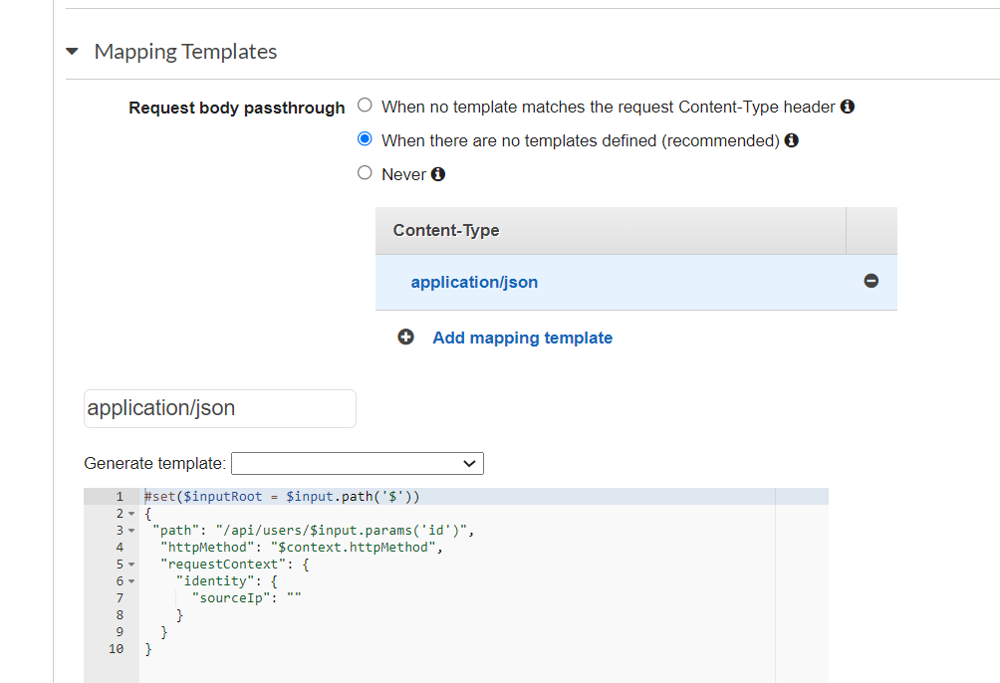 Mapping Templates
Request body passthrough
When no template matches the request Content-Type header
When there are no templates defined (recommended)
Never
Content-Type
application/json
Add mapping template
application/json
Generate template:
1 #set($inputRoot = $input.path('$'))
2 {
3 "path": "/api/users/$input.params('id')",
4 "httpMethod": "$context.httpMethod",
5 "requestContext": {
6 "identity": {
7 "sourceIp": ""
8 }
9 }
10 }